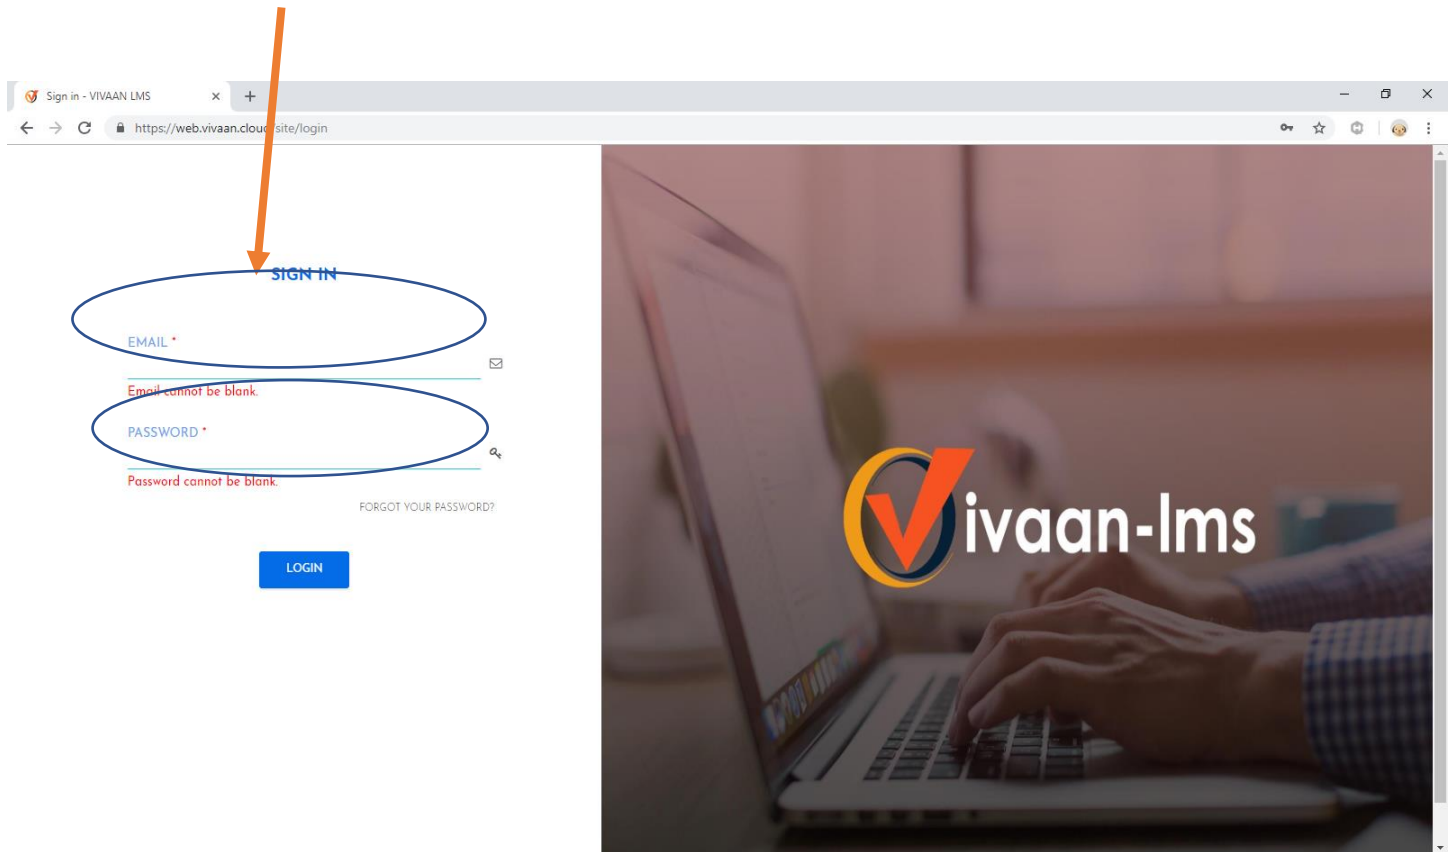 Sign in - VIVAAN LMS
https://web.vivaan.cloud/site/login
SIGN IN
EMAIL *
Email cannot be blank.
PASSWORD *
Password cannot be blank.
FORGOT YOUR PASSWORD?
LOGIN
Vivaan-lms